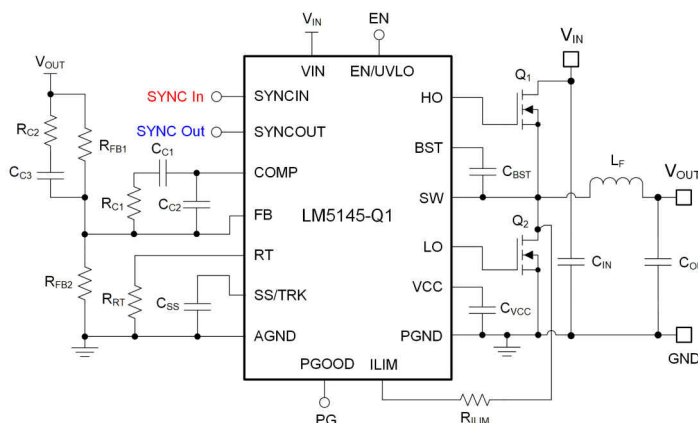 VIN
EN
VIN
EN/UVLO
VIN
VOUT
SYNC In
SYNCIN
HO
Q1
SYNC Out
SYNCOUT
RC2
RFB1
CC1
BST
CBST
LF
VOUT
CC3
COMP
RC1
CC2
FB
LM5145-Q1
SW
Q2
LO
RT
RFB2
RRT
CSS
SS/TRK
VCC
CVCC
CIN
AGND
PGND
GND
PGOOD
ILIM
PG
RILIM